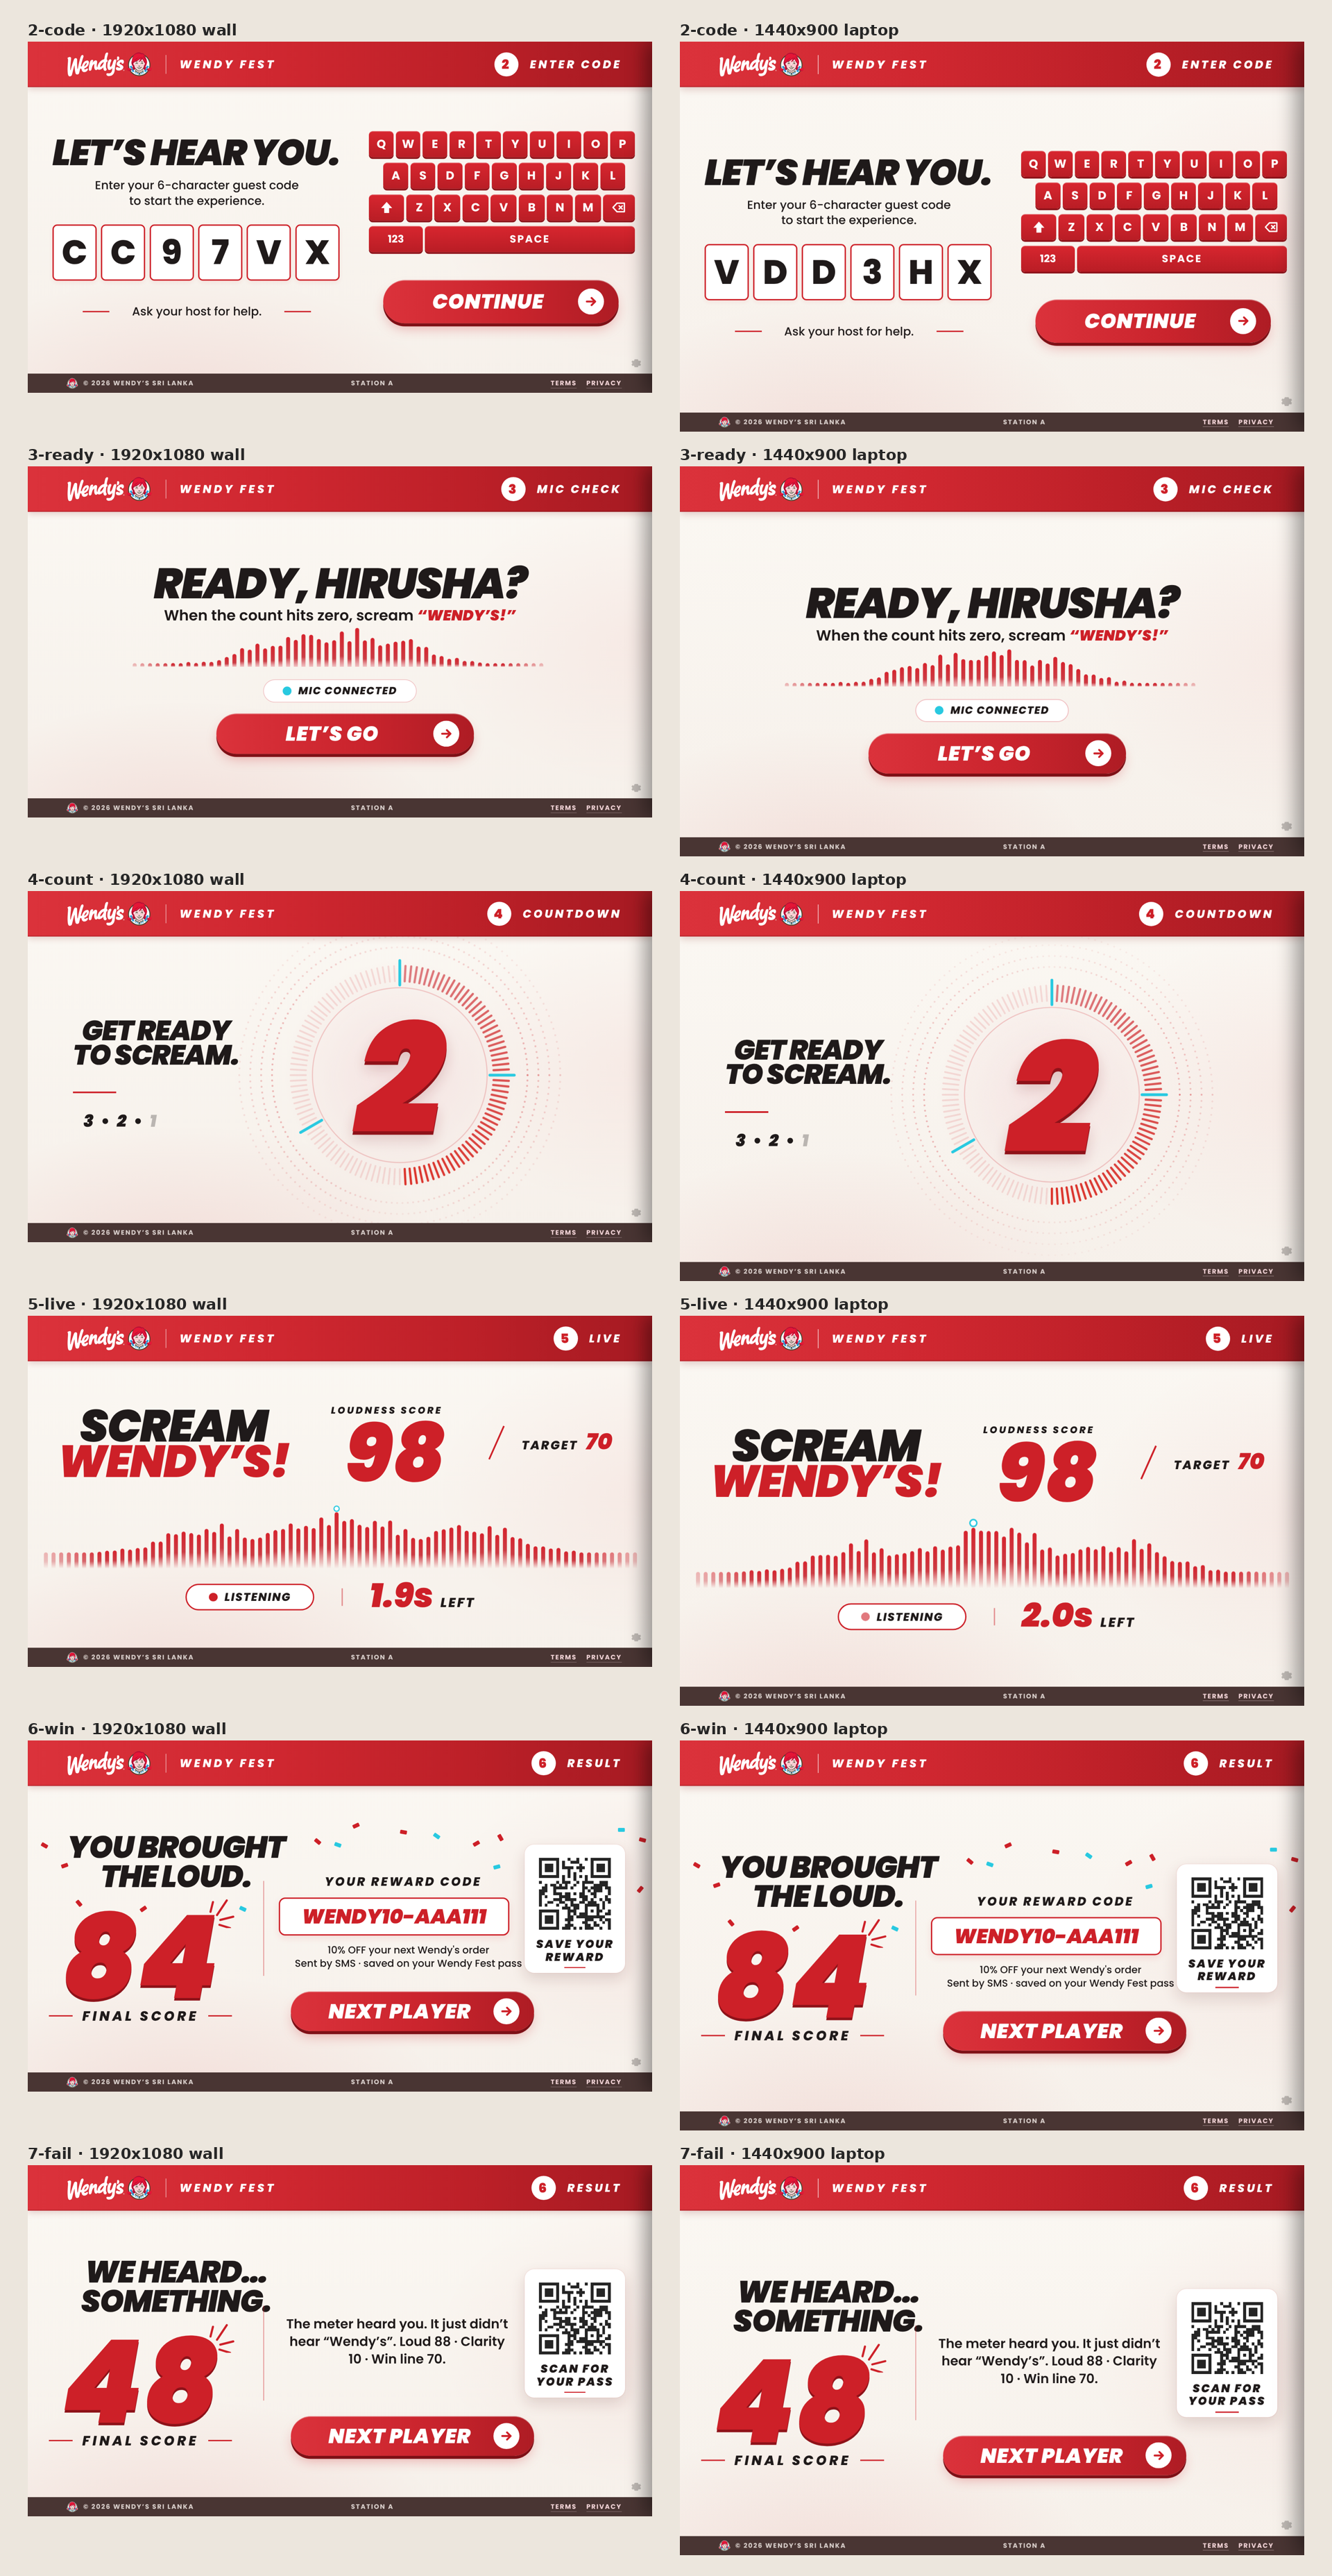 2-code · 1920x1080 wall
Wendy's WENDY FEST 2 ENTER CODE
LET'S HEAR YOU.
Enter your 6-character guest code
to start the experience.
C C 9 7 V X
Ask your host for help.
Q W E R T Y U I O P
A S D F G H J K L
Z X C V B N M
123 SPACE
CONTINUE
© 2026 WENDY'S SRI LANKA STATION A TERMS PRIVACY
2-code · 1440x900 laptop
Wendy's WENDY FEST 2 ENTER CODE
LET'S HEAR YOU.
Enter your 6-character guest code
to start the experience.
V D D 3 H X
Ask your host for help.
Q W E R T Y U I O P
A S D F G H J K L
Z X C V B N M
123 SPACE
CONTINUE
© 2026 WENDY'S SRI LANKA STATION A TERMS PRIVACY
3-ready · 1920x1080 wall
Wendy's WENDY FEST 3 MIC CHECK
READY, HIRUSHA?
When the count hits zero, scream “WENDY'S!”
MIC CONNECTED
LET'S GO
© 2026 WENDY'S SRI LANKA STATION A TERMS PRIVACY
3-ready · 1440x900 laptop
Wendy's WENDY FEST 3 MIC CHECK
READY, HIRUSHA?
When the count hits zero, scream “WENDY'S!”
MIC CONNECTED
LET'S GO
© 2026 WENDY'S SRI LANKA STATION A TERMS PRIVACY
4-count · 1920x1080 wall
Wendy's WENDY FEST 4 COUNTDOWN
GET READY
TO SCREAM.
3 • 2 • 1
2
© 2026 WENDY'S SRI LANKA STATION A TERMS PRIVACY
4-count · 1440x900 laptop
Wendy's WENDY FEST 4 COUNTDOWN
GET READY
TO SCREAM.
3 • 2 • 1
2
© 2026 WENDY'S SRI LANKA STATION A TERMS PRIVACY
5-live · 1920x1080 wall
Wendy's WENDY FEST 5 LIVE
SCREAM
WENDY'S!
LOUDNESS SCORE
98
/ TARGET 70
LISTENING
1.9s LEFT
© 2026 WENDY'S SRI LANKA STATION A TERMS PRIVACY
5-live · 1440x900 laptop
Wendy's WENDY FEST 5 LIVE
SCREAM
WENDY'S!
LOUDNESS SCORE
98
/ TARGET 70
LISTENING
2.0s LEFT
© 2026 WENDY'S SRI LANKA STATION A TERMS PRIVACY
6-win · 1920x1080 wall
Wendy's WENDY FEST 6 RESULT
YOU BROUGHT
THE LOUD.
84
FINAL SCORE
YOUR REWARD CODE
WENDY10-AAA111
10% OFF your next Wendy's order
Sent by SMS · saved on your Wendy Fest pass
NEXT PLAYER
SAVE YOUR
REWARD
© 2026 WENDY'S SRI LANKA STATION A TERMS PRIVACY
6-win · 1440x900 laptop
Wendy's WENDY FEST 6 RESULT
YOU BROUGHT
THE LOUD.
84
FINAL SCORE
YOUR REWARD CODE
WENDY10-AAA111
10% OFF your next Wendy's order
Sent by SMS · saved on your Wendy Fest pass
NEXT PLAYER
SAVE YOUR
REWARD
© 2026 WENDY'S SRI LANKA STATION A TERMS PRIVACY
7-fail · 1920x1080 wall
Wendy's WENDY FEST 6 RESULT
WE HEARD...
SOMETHING.
48
FINAL SCORE
The meter heard you. It just didn't
hear “Wendy's”. Loud 88 · Clarity
10 · Win line 70.
NEXT PLAYER
SCAN FOR
YOUR PASS
© 2026 WENDY'S SRI LANKA STATION A TERMS PRIVACY
7-fail · 1440x900 laptop
Wendy's WENDY FEST 6 RESULT
WE HEARD...
SOMETHING.
48
FINAL SCORE
The meter heard you. It just didn't
hear “Wendy's”. Loud 88 · Clarity
10 · Win line 70.
NEXT PLAYER
SCAN FOR
YOUR PASS
© 2026 WENDY'S SRI LANKA STATION A TERMS PRIVACY